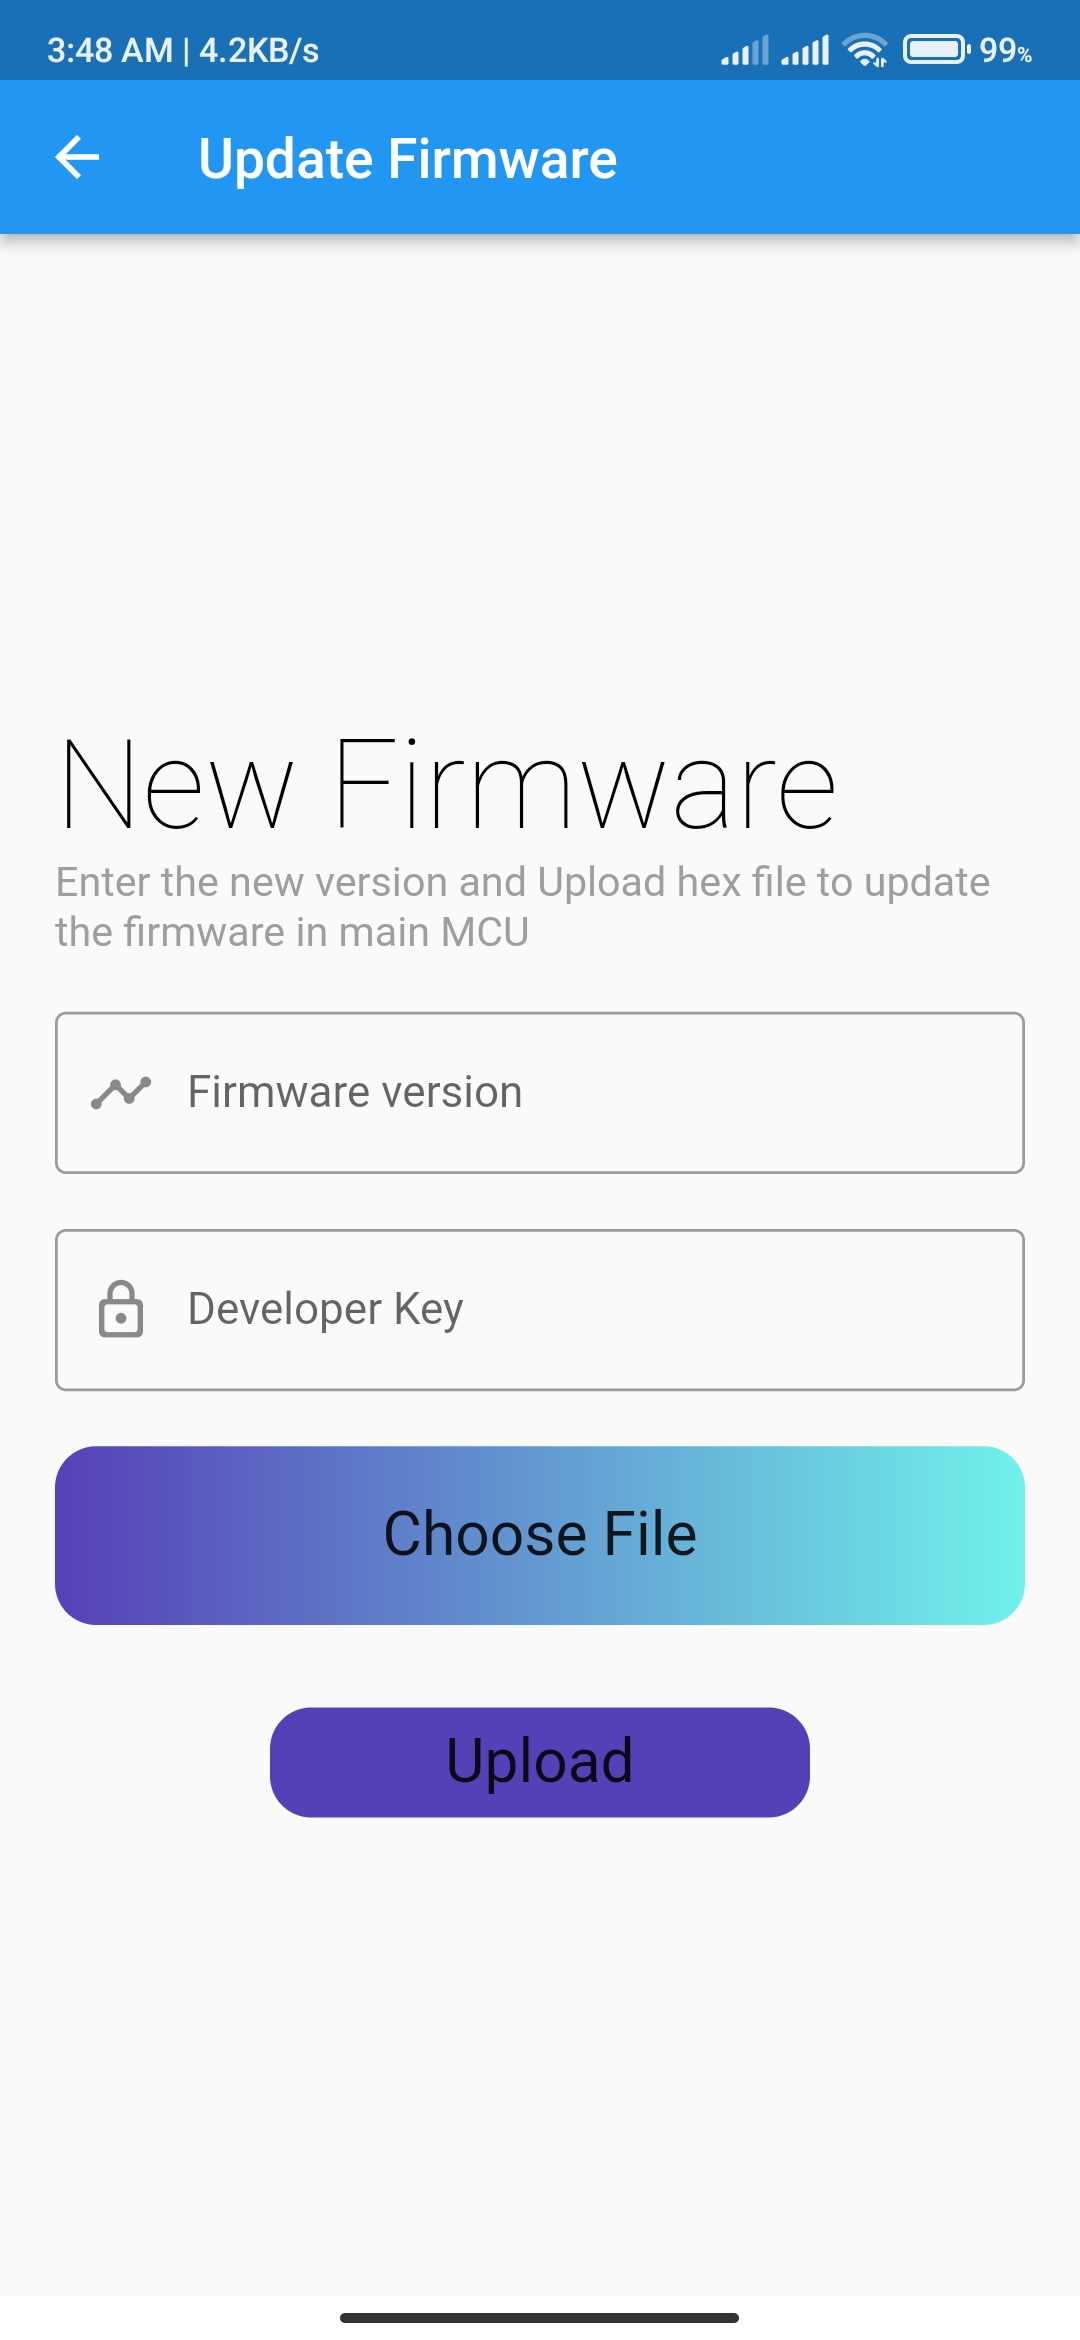 3:48 AM | 4.2KB/s 99%
Update Firmware
New Firmware
Enter the new version and Upload hex file to update
the firmware in main MCU
Firmware version
Developer Key
Choose File
Upload